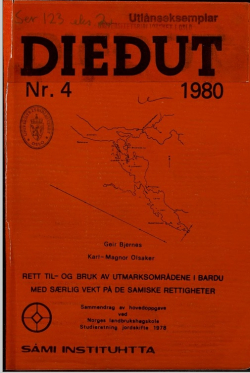 Utlånseksemplar
DIEĐUT
Nr. 4 1980
Geir Bjørnes
Karl-Magnor Olsaker
RETT TIL- OG BRUK AV UTMARKSOMRÅDENE I BARDU
MED SÆRLIG VEKT PÅ DE SAMISKE RETTIGHETER
Sammendrag av hovedoppgave
ved
Norges landbrukshøgskole
Studieretning jordskifte 1978
SÁMI INSTITUHTTA